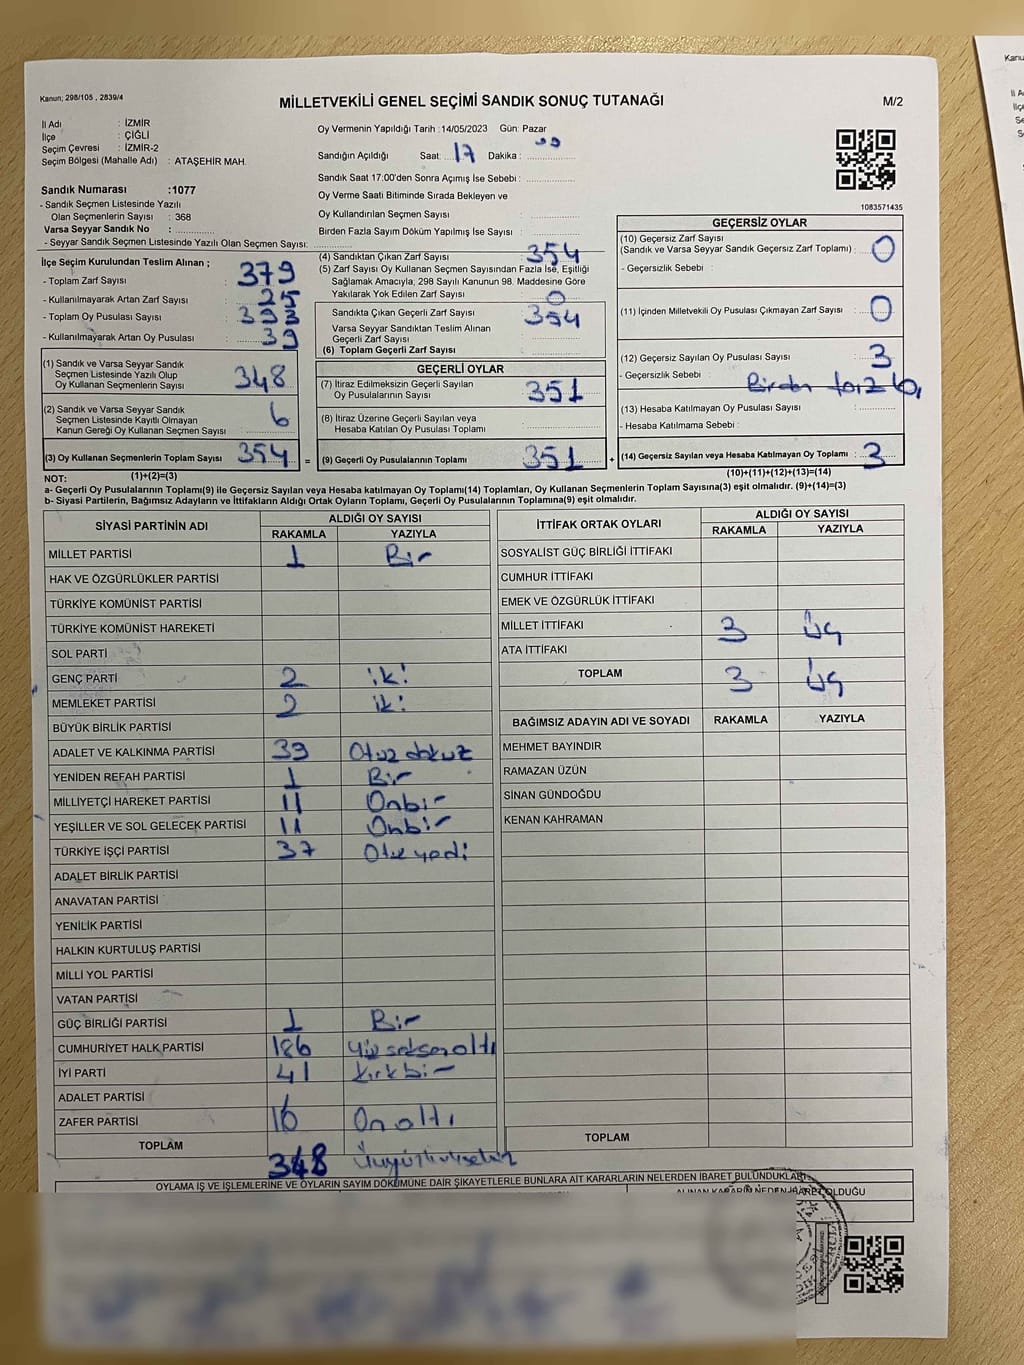 Kanun; 298/105 , 2839/4
MİLLETVEKİLİ GENEL SEÇİMİ SANDIK SONUÇ TUTANAĞI
M/2
İl Adı : İZMİR
İlçe : ÇİĞLİ
Seçim Çevresi : İZMİR-2
Seçim Bölgesi (Mahalle Adı) : ATAŞEHİR MAH.
Oy Vermenin Yapıldığı Tarih :14/05/2023 Gün: Pazar
Sandığın Açıldığı Saat: 17 Dakika :
Sandık Saat 17:00'den Sonra Açımış İse Sebebi :
Oy Verme Saati Bitiminde Sırada Bekleyen ve
Oy Kullandırılan Seçmen Sayısı :
Birden Fazla Sayım Döküm Yapılmış İse Sayısı :
1083571435
Sandık Numarası :1077
- Sandık Seçmen Listesinde Yazılı
Olan Seçmenlerin Sayısı : 368
Varsa Seyyar Sandık No :
- Seyyar Sandık Seçmen Listesinde Yazılı Olan Seçmen Sayısı:
İlçe Seçim Kurulundan Teslim Alınan ;
- Toplam Zarf Sayısı : 379
- Kullanılmayarak Artan Zarf Sayısı : 25
- Toplam Oy Pusulası Sayısı : 393
- Kullanılmayarak Artan Oy Pusulası : 39
(1) Sandık ve Varsa Seyyar Sandık
Seçmen Listesinde Yazılı Olup
Oy Kullanan Seçmenlerin Sayısı : 348
(2) Sandık ve Varsa Seyyar Sandık
Seçmen Listesinde Kayıtlı Olmayan
Kanun Gereği Oy Kullanan Seçmen Sayısı : 6
(3) Oy Kullanan Seçmenlerin Toplam Sayısı : 354
(4) Sandıktan Çıkan Zarf Sayısı : 354
(5) Zarf Sayısı Oy Kullanan Seçmen Sayısından Fazla İse, Eşitliği
Sağlamak Amacıyla; 298 Sayılı Kanunun 98. Maddesine Göre
Yakılarak Yok Edilen Zarf Sayısı : 0
Sandıkta Çıkan Geçerli Zarf Sayısı : 354
Varsa Seyyar Sandıktan Teslim Alınan
Geçerli Zarf Sayısı :
(6) Toplam Geçerli Zarf Sayısı :
GEÇERLİ OYLAR
(7) İtiraz Edilmeksizin Geçerli Sayılan
Oy Pusulalarının Sayısı : 351
(8) İtiraz Üzerine Geçerli Sayılan veya
Hesaba Katılan Oy Pusulası Toplamı :
= (9) Geçerli Oy Pusulalarının Toplamı : 351
GEÇERSİZ OYLAR
(10) Geçersiz Zarf Sayısı
(Sandık ve Varsa Seyyar Sandık Geçersiz Zarf Toplamı) : 0
- Geçersizlik Sebebi :
(11) İçinden Milletvekili Oy Pusulası Çıkmayan Zarf Sayısı : 0
(12) Geçersiz Sayılan Oy Pusulası Sayısı : 3
- Geçersizlik Sebebi : Birden
(13) Hesaba Katılmayan Oy Pusulası Sayısı :
- Hesaba Katılmama Sebebi :
+ (14) Geçersiz Sayılan veya Hesaba Katılmayan Oy Toplamı : 3
NOT: (1)+(2)=(3)
(10)+(11)+(12)+(13)=(14)
a- Geçerli Oy Pusulalarının Toplamı(9) ile Geçersiz Sayılan veya Hesaba katılmayan Oy Toplamı(14) Toplamları, Oy Kullanan Seçmenlerin Toplam Sayısına(3) eşit olmalıdır. (9)+(14)=(3)
b- Siyasi Partilerin, Bağımsız Adayların ve İttifakların Aldığı Ortak Oyların Toplamı, Geçerli Oy Pusulalarının Toplamına(9) eşit olmalıdır.
SİYASİ PARTİNİN ADI
ALDIĞI OY SAYISI
RAKAMLA YAZIYLA
MİLLET PARTİSİ 1 Bir
HAK VE ÖZGÜRLÜKLER PARTİSİ
TÜRKİYE KOMÜNİST PARTİSİ
TÜRKİYE KOMÜNİST HAREKETİ
SOL PARTİ
GENÇ PARTİ 2 iki
MEMLEKET PARTİSİ 2 iki
BÜYÜK BİRLİK PARTİSİ
ADALET VE KALKINMA PARTİSİ 39 Otuz dokuz
YENİDEN REFAH PARTİSİ 1 Bir
MİLLİYETÇİ HAREKET PARTİSİ 11 Onbir
YEŞİLLER VE SOL GELECEK PARTİSİ 11 Onbir
TÜRKİYE İŞÇİ PARTİSİ 37 Otuz yedi
ADALET BİRLİK PARTİSİ
ANAVATAN PARTİSİ
YENİLİK PARTİSİ
HALKIN KURTULUŞ PARTİSİ
MİLLİ YOL PARTİSİ
VATAN PARTİSİ
GÜÇ BİRLİĞİ PARTİSİ 1 Bir
CUMHURİYET HALK PARTİSİ 186 Yüz seksen altı
İYİ PARTİ 41 Kırk bir
ADALET PARTİSİ
ZAFER PARTİSİ 16 On altı
TOPLAM 348
İTTİFAK ORTAK OYLARI
ALDIĞI OY SAYISI
RAKAMLA YAZIYLA
SOSYALİST GÜÇ BİRLİĞİ İTTİFAKI
CUMHUR İTTİFAKI
EMEK VE ÖZGÜRLÜK İTTİFAKI
MİLLET İTTİFAKI 3 Üç
ATA İTTİFAKI
TOPLAM 3 Üç
BAĞIMSIZ ADAYIN ADI VE SOYADI RAKAMLA YAZIYLA
MEHMET BAYINDIR
RAMAZAN ÜZÜN
SİNAN GÜNDOĞDU
KENAN KAHRAMAN
TOPLAM
OYLAMA İŞ VE İŞLEMLERİNE VE OYLARIN SAYIM DÖKÜMÜNE DAİR ŞİKAYETLERLE BUNLARA AİT KARARLARIN NELERDEN İBARET BULUNDUKLARI